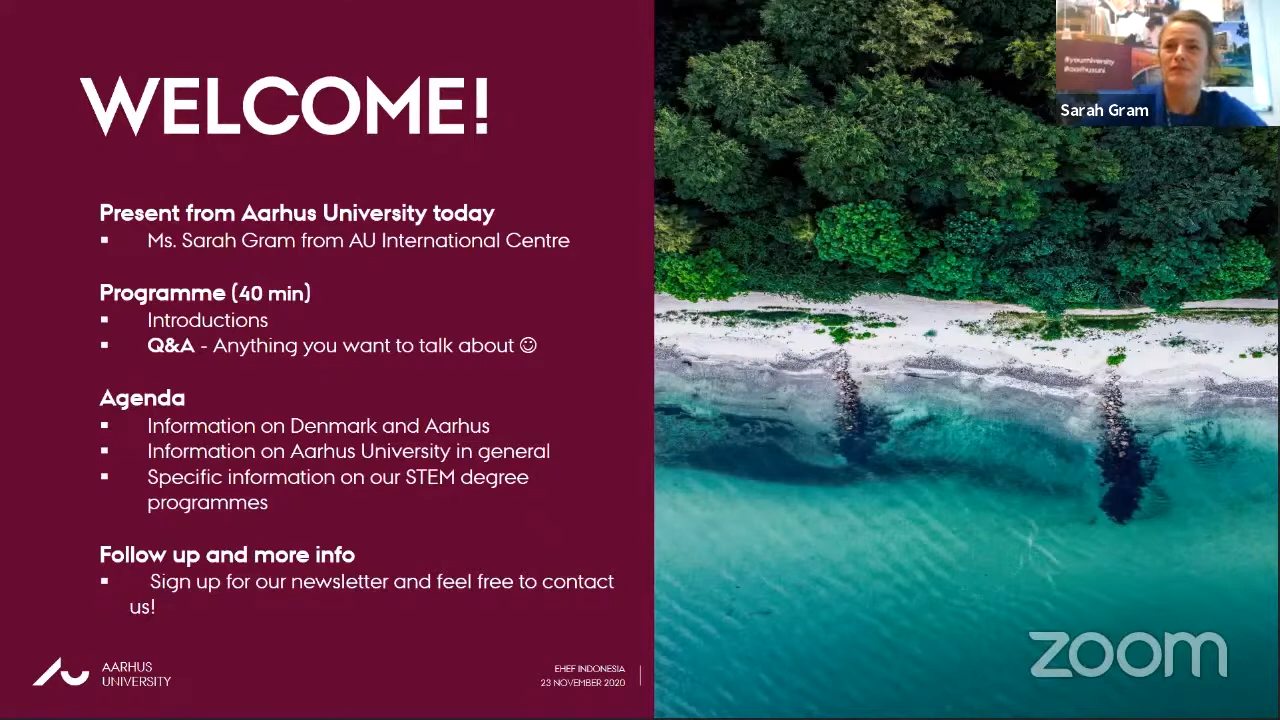 WELCOME!
Present from Aarhus University today
▪ Ms. Sarah Gram from AU International Centre
Programme (40 min)
▪ Introductions
▪ Q&A - Anything you want to talk about ☺
Agenda
▪ Information on Denmark and Aarhus
▪ Information on Aarhus University in general
▪ Specific information on our STEM degree
programmes
Follow up and more info
▪ Sign up for our newsletter and feel free to contact
us!
AARHUS
UNIVERSITY
EHEF INDONESIA
23 NOVEMBER 2020
#youruniversity
#aarhusuni
Sarah Gram
zoom